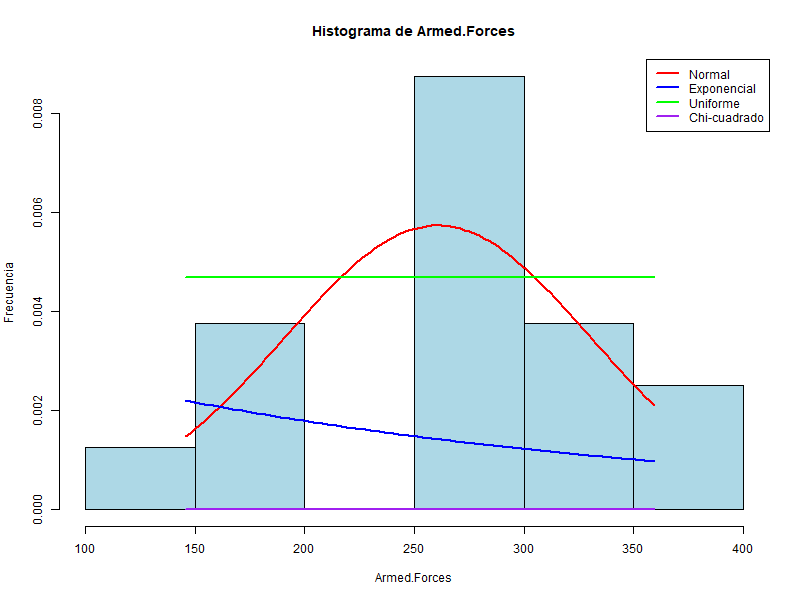 Histograma de Armed.Forces
Normal
Exponencial
Uniforme
Chi-cuadrado
Frecuencia
0.008
0.006
0.004
0.002
0.000
100 150 200 250 300 350 400
Armed.Forces